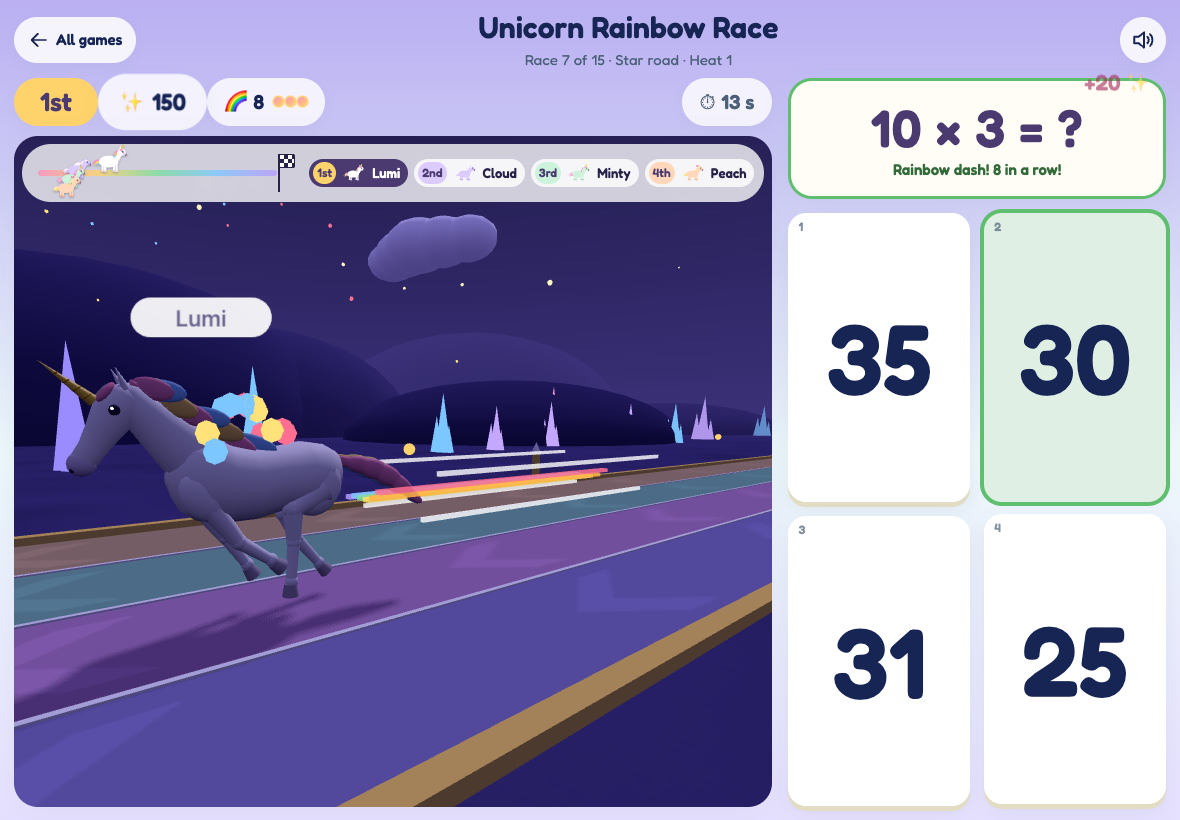 Unicorn Rainbow Race
All games
Race 7 of 15 · Star road · Heat 1
1st
150
8
13 s
+20
10 × 3 = ?
Rainbow dash! 8 in a row!
1st Lumi
2nd Cloud
3rd Minty
4th Peach
Lumi
1
35
2
30
3
31
4
25